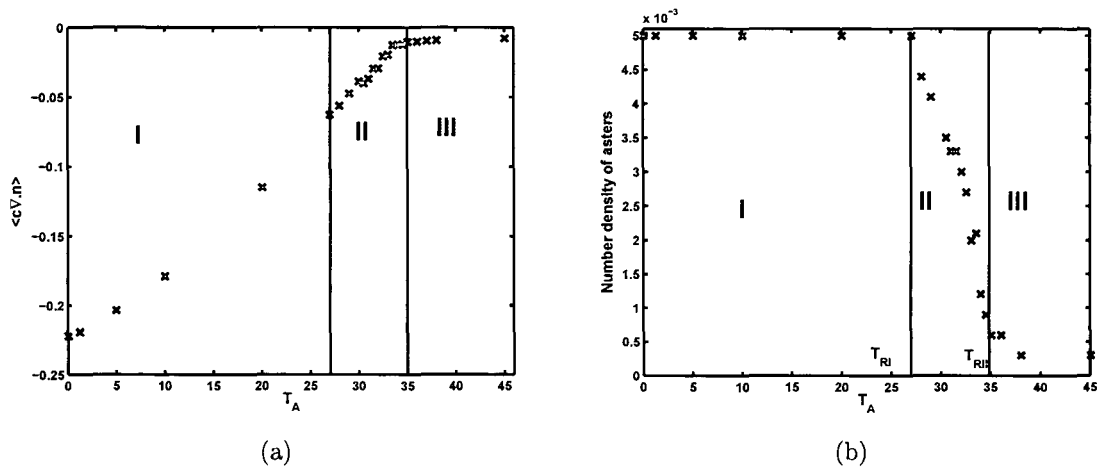 0
−0.05
−0.1
−0.15
−0.2
−0.25
<c∇.n>
I
II
III
0 5 10 15 20 25 30 35 40 45
T_A
(a)
x 10^−3
5
4.5
4
3.5
3
2.5
2
1.5
1
0.5
0
Number density of asters
I
II
III
T_RI
0 5 10 15 20 25 30 35 40 45
T_A
(b)